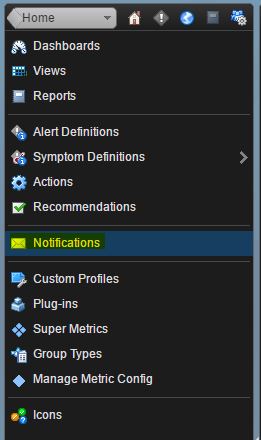 Home
Dashboards
Views
Reports
Alert Definitions
Symptom Definitions
Actions
Recommendations
Notifications
Custom Profiles
Plug-ins
Super Metrics
Group Types
Manage Metric Config
Icons